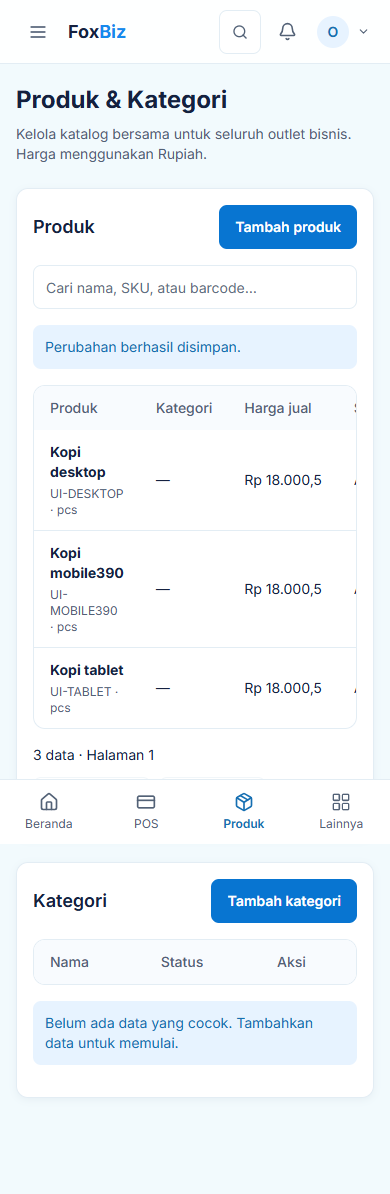 FoxBiz
O
Produk & Kategori
Kelola katalog bersama untuk seluruh outlet bisnis.
Harga menggunakan Rupiah.
Produk
Tambah produk
Cari nama, SKU, atau barcode...
Perubahan berhasil disimpan.
Produk Kategori Harga jual
Kopi
desktop
UI-DESKTOP
· pcs
—
Rp 18.000,5
Kopi
mobile390
UI-
MOBILE390
· pcs
—
Rp 18.000,5
Kopi tablet
UI-TABLET ·
pcs
—
Rp 18.000,5
3 data · Halaman 1
Beranda POS Produk Lainnya
Kategori
Tambah kategori
Nama Status Aksi
Belum ada data yang cocok. Tambahkan
data untuk memulai.